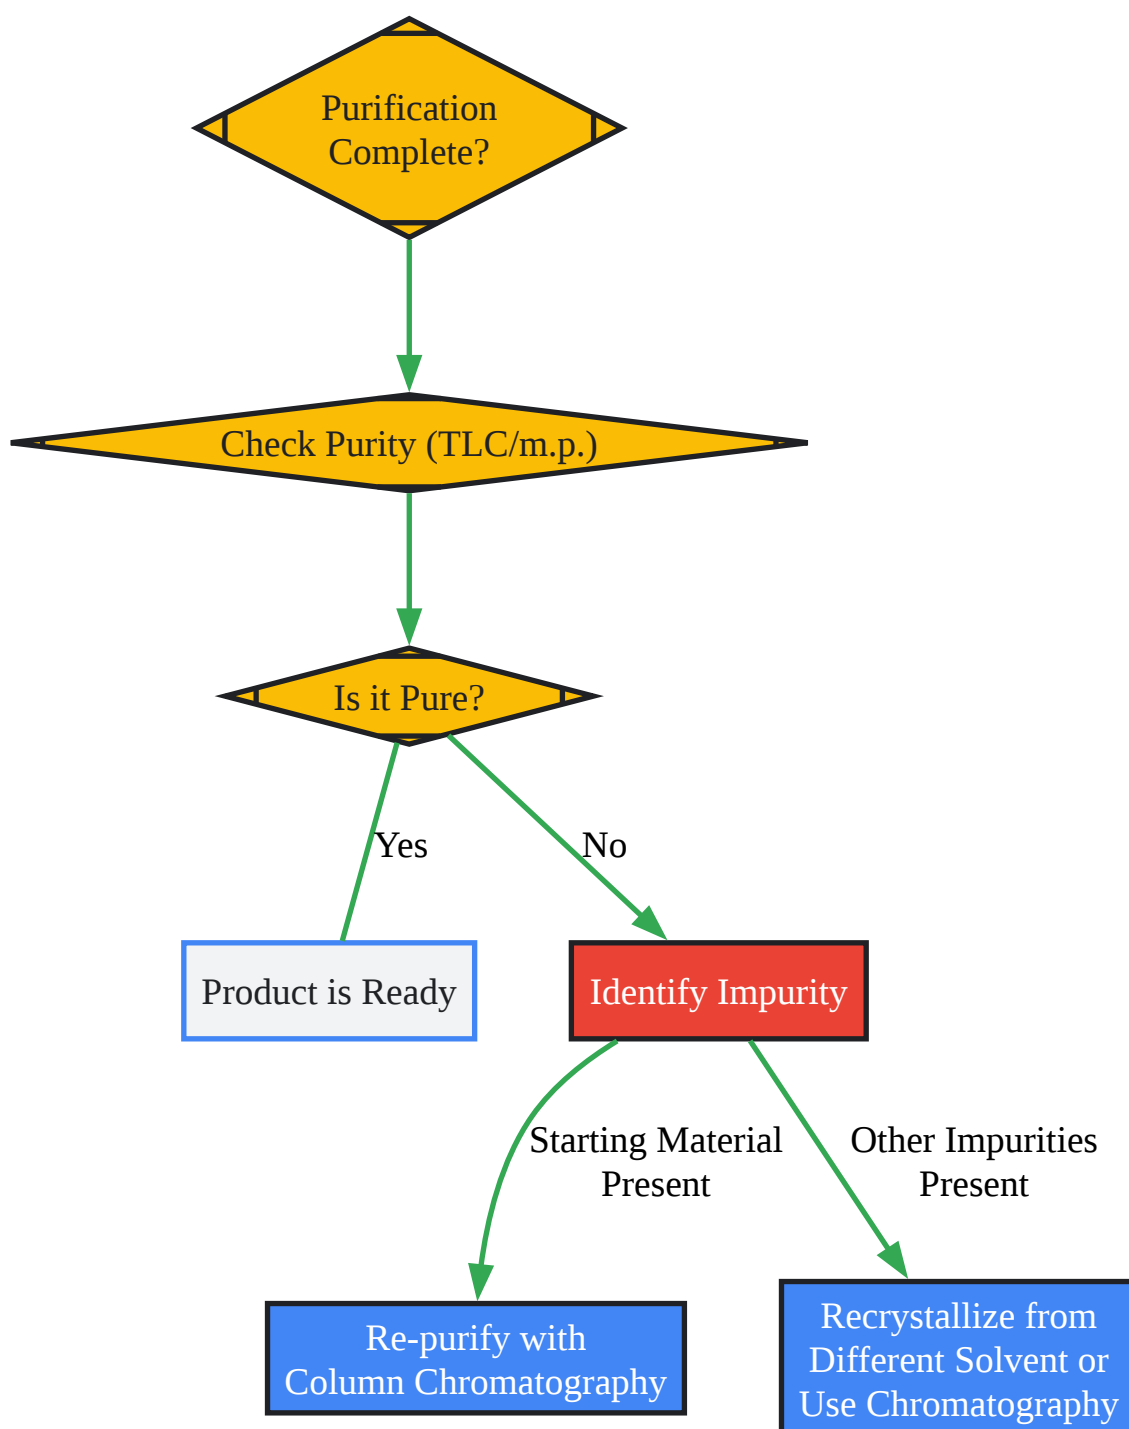 Purification
Complete?
Check Purity (TLC/m.p.)
Is it Pure?
Yes
No
Product is Ready
Identify Impurity
Starting Material
Present
Other Impurities
Present
Re-purify with
Column Chromatography
Recrystallize from
Different Solvent or
Use Chromatography